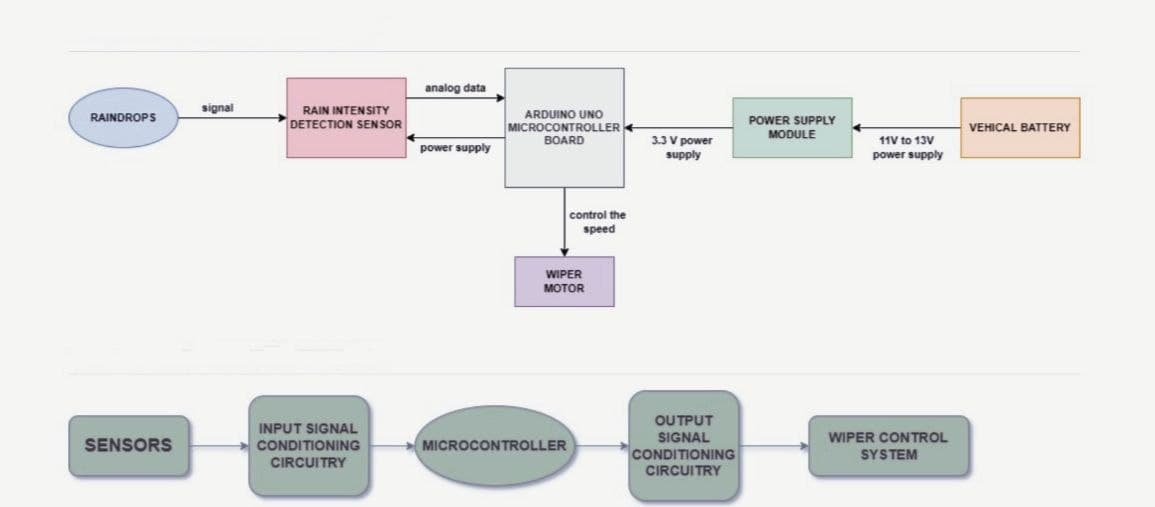 RAINDROPS
signal
RAIN INTENSITY
DETECTION SENSOR
analog data
power supply
ARDUINO UNO
MICROCONTROLLER
BOARD
3.3 V power
supply
POWER SUPPLY
MODULE
11V to 13V
power supply
VEHICAL BATTERY
control the
speed
WIPER
MOTOR
SENSORS
INPUT SIGNAL
CONDITIONING
CIRCUITRY
MICROCONTROLLER
OUTPUT
SIGNAL
CONDITIONING
CIRCUITRY
WIPER CONTROL
SYSTEM